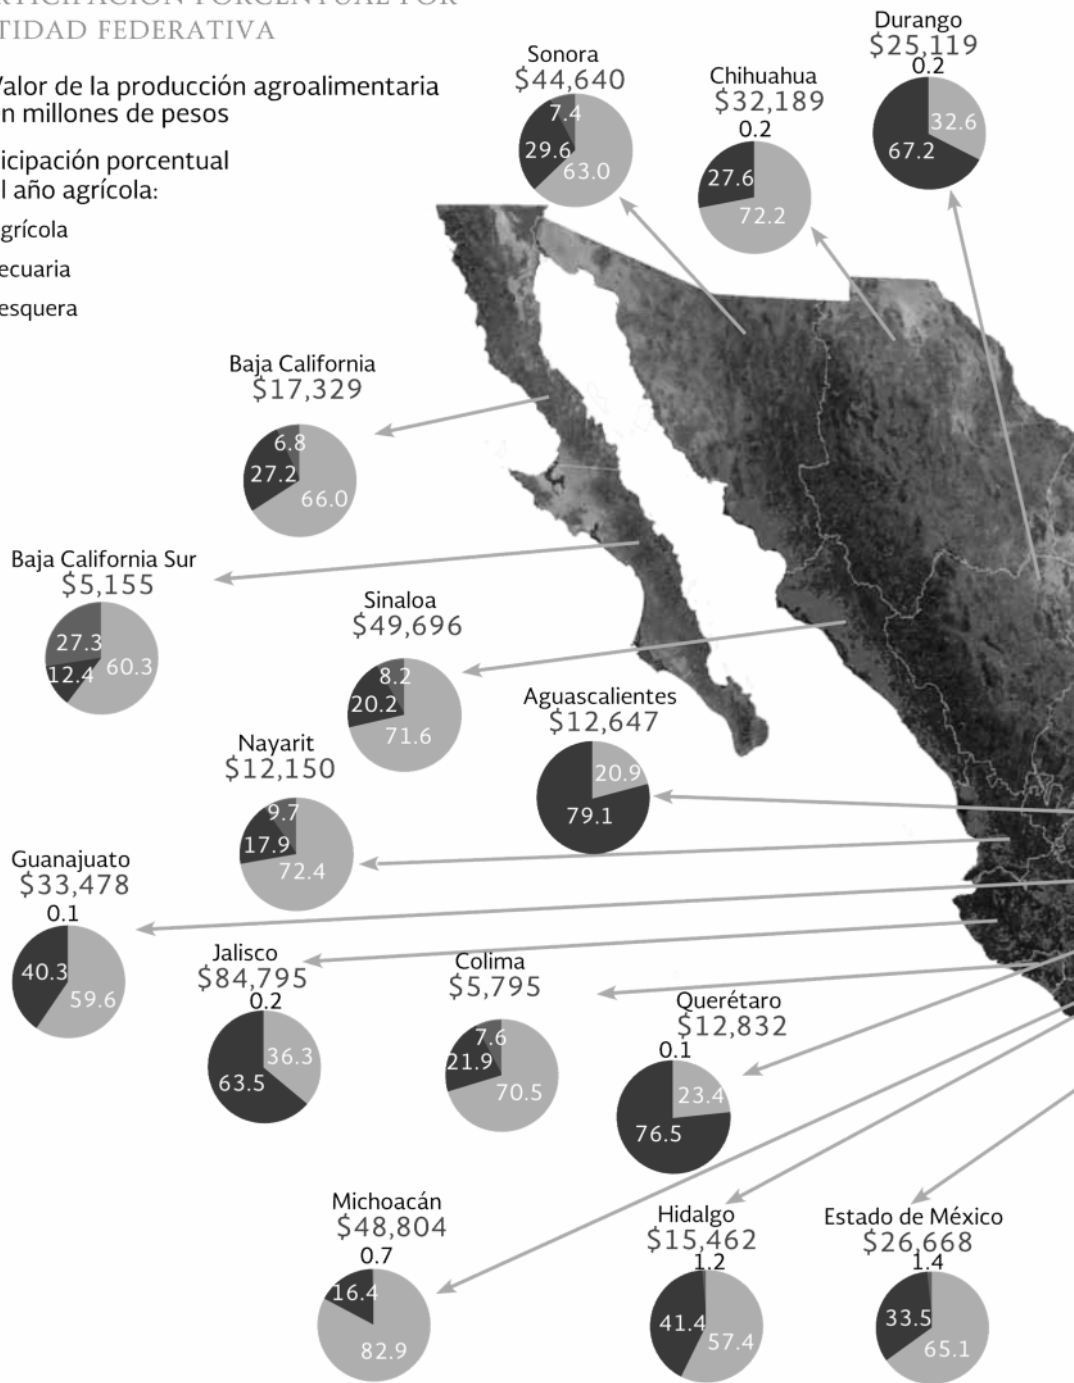 TIDAD FEDERATIVA
alor de la producción agroalimentaria
n millones de pesos
icipación porcentual
l año agrícola:
grícola
ecuaria
esquera
Sonora
$44,640
7.4
29.6
63.0
Chihuahua
$32,189
0.2
27.6
72.2
Durango
$25,119
0.2
32.6
67.2
Baja California
$17,329
6.8
27.2
66.0
Baja California Sur
$5,155
27.3
12.4
60.3
Sinaloa
$49,696
8.2
20.2
71.6
Aguascalientes
$12,647
20.9
79.1
Nayarit
$12,150
9.7
17.9
72.4
Guanajuato
$33,478
0.1
40.3
59.6
Jalisco
$84,795
0.2
36.3
63.5
Colima
$5,795
7.6
21.9
70.5
Querétaro
$12,832
0.1
23.4
76.5
Michoacán
$48,804
0.7
16.4
82.9
Hidalgo
$15,462
1.2
41.4
57.4
Estado de México
$26,668
1.4
33.5
65.1